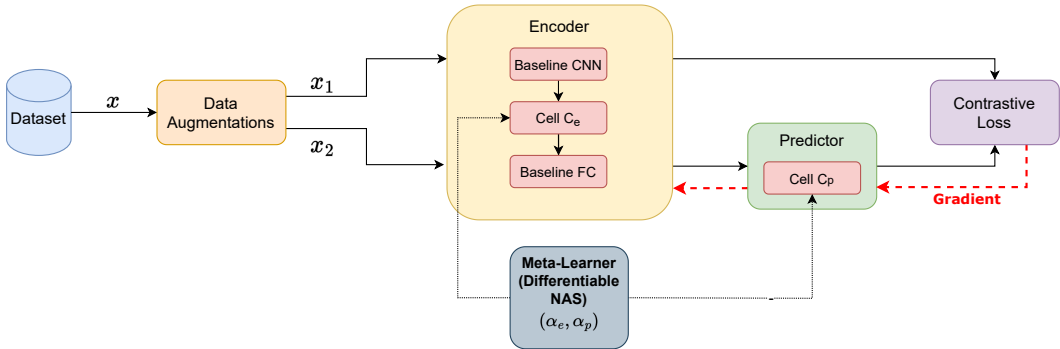 Dataset
x
Data
Augmentations
x₁
x₂
Encoder
Baseline CNN
Cell Cₑ
Baseline FC
Predictor
Cell Cₚ
Contrastive
Loss
Gradient
Meta-Learner
(Differentiable
NAS)
(αₑ, αₚ)